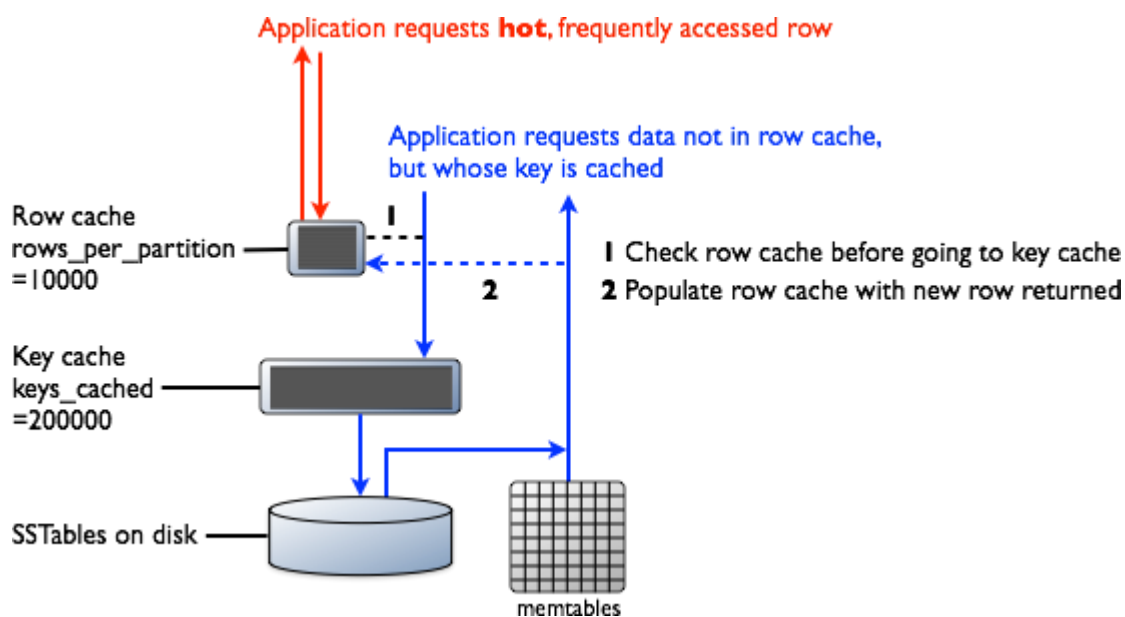 Application requests hot, frequently accessed row
Application requests data not in row cache,
but whose key is cached
Row cache
rows_per_partition
=10000
1
2
1 Check row cache before going to key cache
2 Populate row cache with new row returned
Key cache
keys_cached
=200000
SSTables on disk
memtables